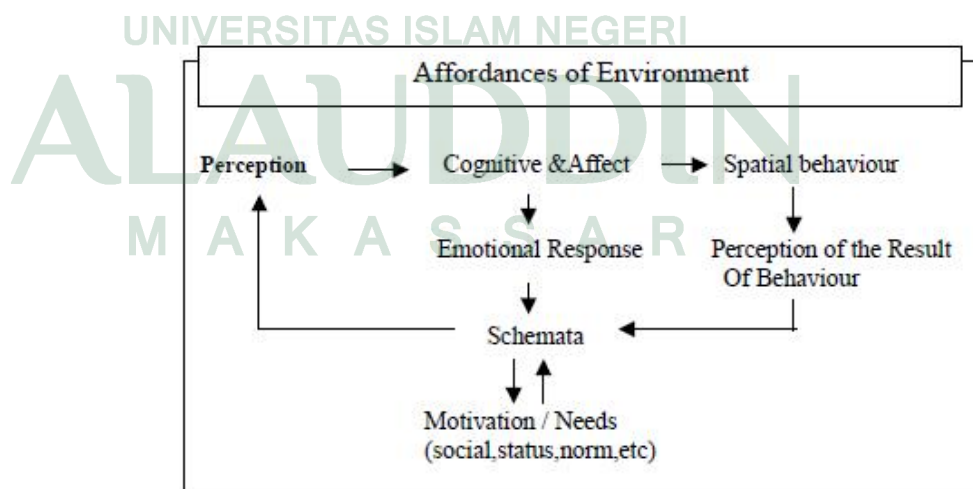 UNIVERSITAS ISLAM NEGERI
Affordances of Environment
ALAUDDIN
Perception
Cognitive &Affect
Spatial behaviour
MAKASSAR
Emotional Response
Perception of the Result
Of Behaviour
Schemata
Motivation / Needs
(social,status,norm,etc)